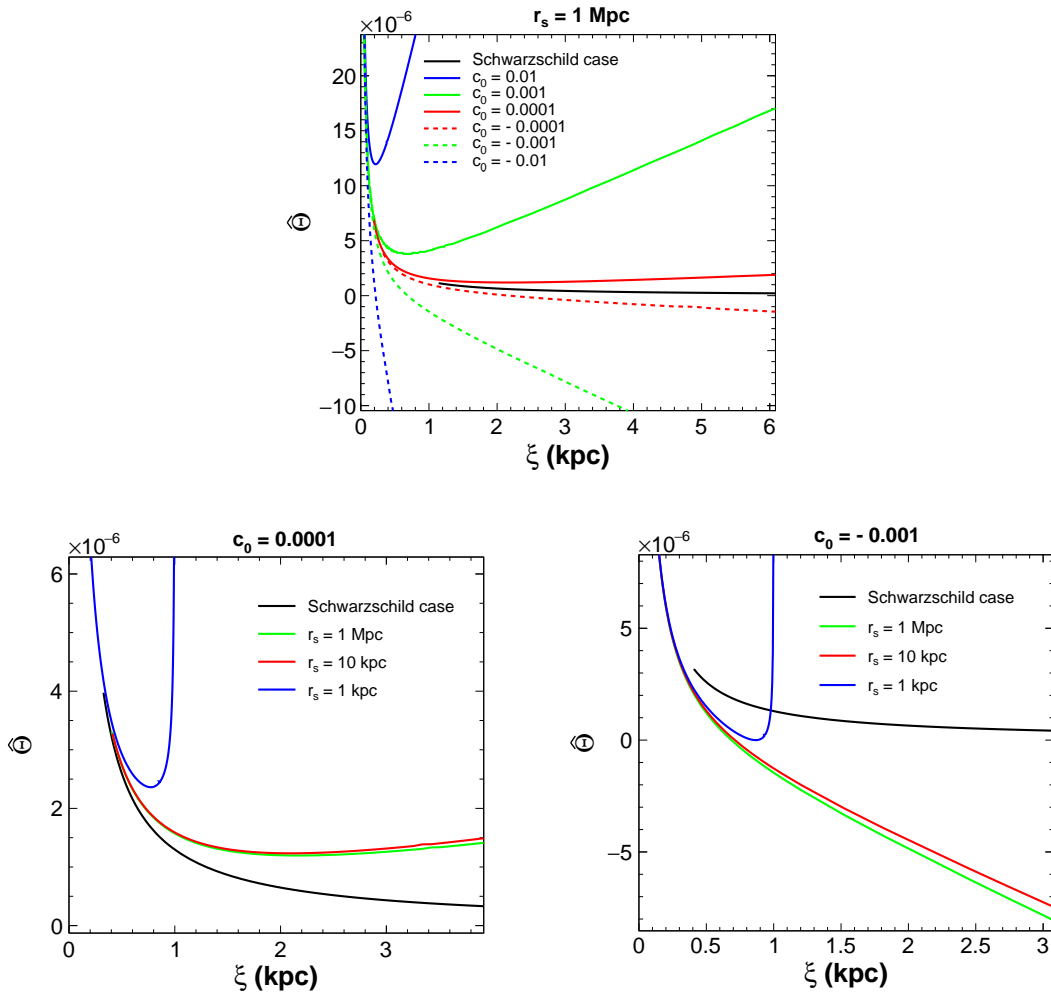 r_s = 1 Mpc
×10⁻⁶
Schwarzschild case
c_0 = 0.01
c_0 = 0.001
c_0 = 0.0001
c_0 = - 0.0001
c_0 = - 0.001
c_0 = - 0.01
20
15
10
5
0
−5
−10
Θ̂
0 1 2 3 4 5 6
ξ (kpc)
c_0 = 0.0001
×10⁻⁶
Schwarzschild case
r_s = 1 Mpc
r_s = 10 kpc
r_s = 1 kpc
6
4
2
0
Θ̂
0 1 2 3
ξ (kpc)
c_0 = - 0.001
×10⁻⁶
Schwarzschild case
r_s = 1 Mpc
r_s = 10 kpc
r_s = 1 kpc
5
0
−5
Θ̂
0 0.5 1 1.5 2 2.5 3
ξ (kpc)